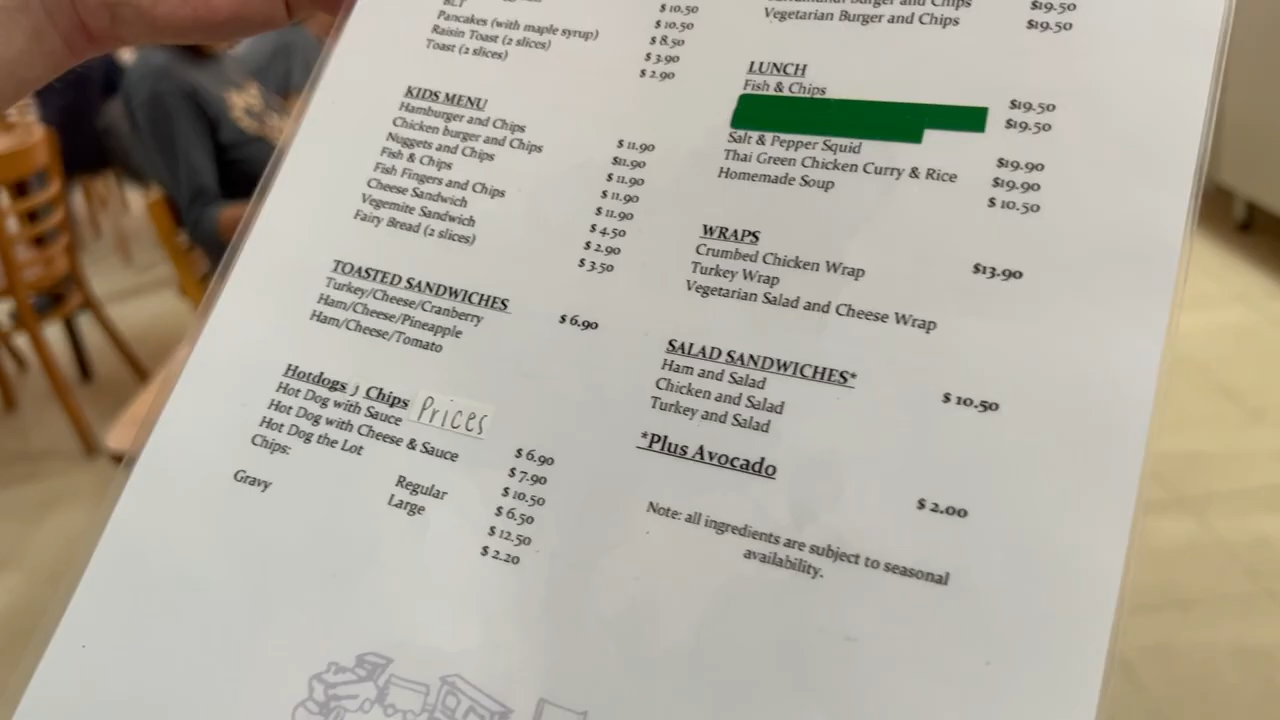 BLT $10.50
$10.50
Pancakes (with maple syrup) $8.50
Raisin Toast (2 slices) $3.90
Toast (2 slices) $2.90
KIDS MENU
Hamburger and Chips $11.90
Chicken burger and Chips $11.90
Nuggets and Chips $11.90
Fish & Chips $11.90
Fish Fingers and Chips $11.90
Cheese Sandwich $4.50
Vegemite Sandwich $2.90
Fairy Bread (2 slices) $3.50
TOASTED SANDWICHES
Turkey/Cheese/Cranberry $6.90
Ham/Cheese/Pineapple
Ham/Cheese/Tomato
Hotdogs, Chips Prices
Hot Dog with Sauce $6.90
Hot Dog with Cheese & Sauce $7.90
Hot Dog the Lot $10.50
Chips: Regular $6.50
Large $12.50
Gravy $2.20
Burger and Chips $19.50
Vegetarian Burger and Chips $19.50
LUNCH
Fish & Chips $19.50
$19.50
Salt & Pepper Squid $19.90
Thai Green Chicken Curry & Rice $19.90
Homemade Soup $10.50
WRAPS
Crumbed Chicken Wrap $13.90
Turkey Wrap
Vegetarian Salad and Cheese Wrap
SALAD SANDWICHES*
Ham and Salad $10.50
Chicken and Salad
Turkey and Salad
*Plus Avocado $2.00
Note: all ingredients are subject to seasonal
availability.